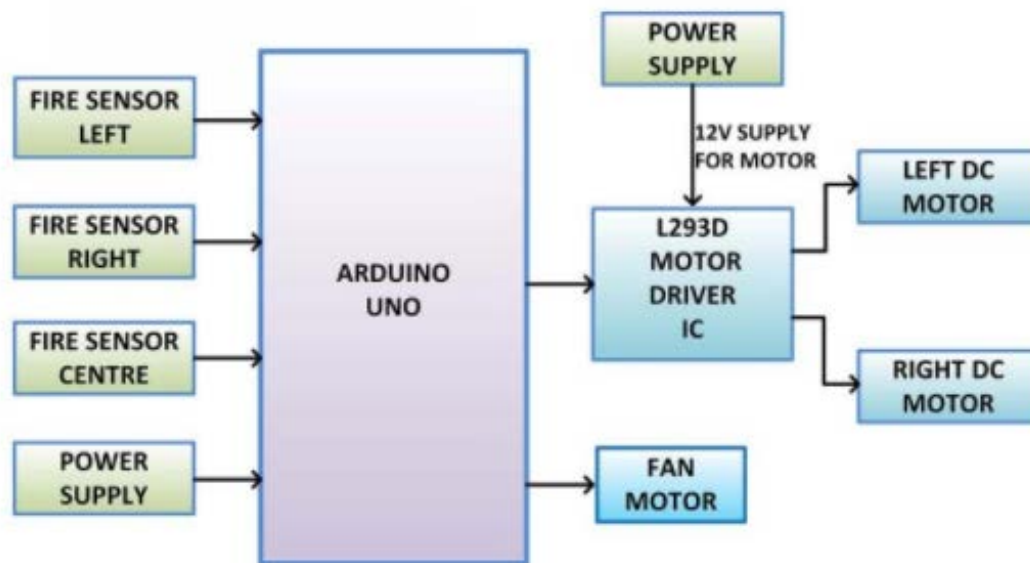 FIRE SENSOR
LEFT
FIRE SENSOR
RIGHT
FIRE SENSOR
CENTRE
POWER
SUPPLY
ARDUINO
UNO
POWER
SUPPLY
12V SUPPLY
FOR MOTOR
L293D
MOTOR
DRIVER
IC
FAN
MOTOR
LEFT DC
MOTOR
RIGHT DC
MOTOR